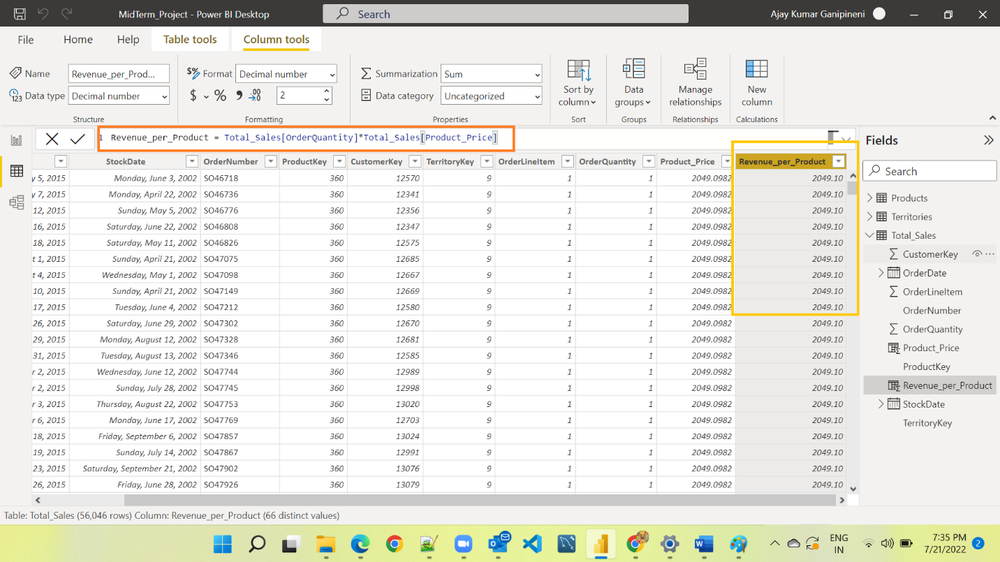 MidTerm_Project - Power BI Desktop
Search
Ajay Kumar Ganipineni
File Home Help Table tools Column tools
Name Revenue_per_Prod...
Data type Decimal number
Structure
$% Format Decimal number
$ % 9 .00 2
Formatting
Summarization Sum
Data category Uncategorized
Properties
Sort by
column
Sort
Data
groups
Groups
Manage
relationships
Relationships
New
column
Calculations
1 Revenue_per_Product = Total_Sales[OrderQuantity]*Total_Sales[Product_Price]
StockDate OrderNumber ProductKey CustomerKey TerritoryKey OrderLineItem OrderQuantity Product_Price Revenue_per_Product
y 5, 2015 Monday, June 3, 2002 SO46718 360 12570 9 1 1 2049.0982 2049.10
y 7, 2015 Monday, April 22, 2002 SO46736 360 12341 9 1 1 2049.0982 2049.10
12, 2015 Sunday, May 5, 2002 SO46776 360 12356 9 1 1 2049.0982 2049.10
16, 2015 Saturday, June 22, 2002 SO46808 360 12347 9 1 1 2049.0982 2049.10
18, 2015 Saturday, May 11, 2002 SO46826 360 12575 9 1 1 2049.0982 2049.10
t 1, 2015 Sunday, April 21, 2002 SO47075 360 12685 9 1 1 2049.0982 2049.10
t 4, 2015 Wednesday, May 1, 2002 SO47098 360 12667 9 1 1 2049.0982 2049.10
10, 2015 Sunday, April 21, 2002 SO47149 360 12669 9 1 1 2049.0982 2049.10
17, 2015 Tuesday, June 4, 2002 SO47212 360 12580 9 1 1 2049.0982 2049.10
26, 2015 Saturday, June 29, 2002 SO47302 360 12670 9 1 1 2049.0982 2049.10
29, 2015 Monday, August 12, 2002 SO47328 360 12681 9 1 1 2049.0982 2049.10
31, 2015 Tuesday, August 13, 2002 SO47346 360 12585 9 1 1 2049.0982 2049.10
r 2, 2015 Wednesday, June 12, 2002 SO47744 360 12989 9 1 1 2049.0982 2049.10
r 2, 2015 Sunday, July 28, 2002 SO47745 360 12998 9 1 1 2049.0982 2049.10
r 3, 2015 Thursday, August 22, 2002 SO47753 360 13020 9 1 1 2049.0982 2049.10
r 6, 2015 Monday, June 17, 2002 SO47769 360 12703 9 1 1 2049.0982 2049.10
18, 2015 Friday, September 6, 2002 SO47857 360 13024 9 1 1 2049.0982 2049.10
19, 2015 Sunday, July 14, 2002 SO47867 360 12991 9 1 1 2049.0982 2049.10
23, 2015 Saturday, September 21, 2002 SO47902 360 13076 9 1 1 2049.0982 2049.10
26, 2015 Friday, June 28, 2002 SO47926 360 13079 9 1 1 2049.0982 2049.10
Fields
Search
Products
Territories
Total_Sales
CustomerKey
OrderDate
OrderLineItem
OrderNumber
OrderQuantity
Product_Price
ProductKey
Revenue_per_Product
StockDate
TerritoryKey
Table: Total_Sales (56,046 rows) Column: Revenue_per_Product (66 distinct values)
ENG
IN
7:35 PM
7/21/2022
2